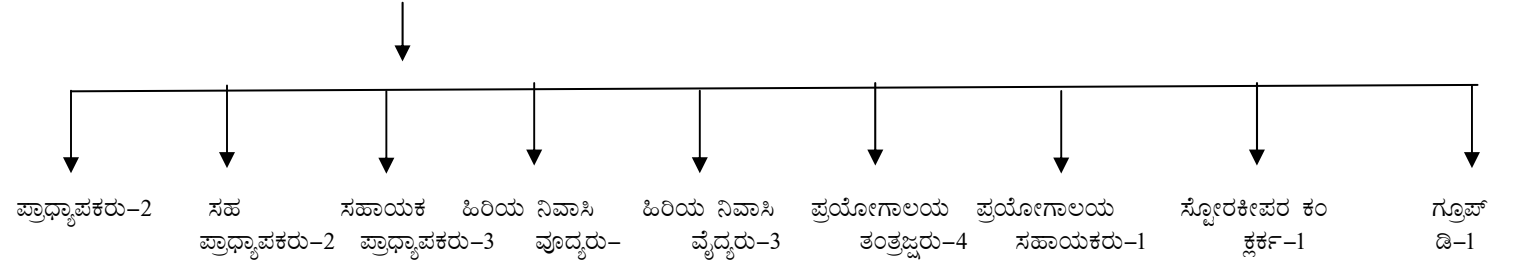 ಪ್ರಾಧ್ಯಾಪಕರು–2 ಸಹ ಸಹಾಯಕ ಹಿರಿಯ ನಿವಾಸಿ ಹಿರಿಯ ನಿವಾಸಿ ಪ್ರಯೋಗಾಲಯ ಪ್ರಯೋಗಾಲಯ ಸ್ಟೋರಕೀಪರ ಕಂ ಗ್ರೂಪ್
ಪ್ರಾಧ್ಯಾಪಕರು–2 ಪ್ರಾಧ್ಯಾಪಕರು–3 ವೂದ್ಯರು– ವೈದ್ಯರು–3 ತಂತ್ರಜ್ಞರು–4 ಸಹಾಯಕರು–1 ಕ್ಲರ್ಕ–1 ಡಿ–1